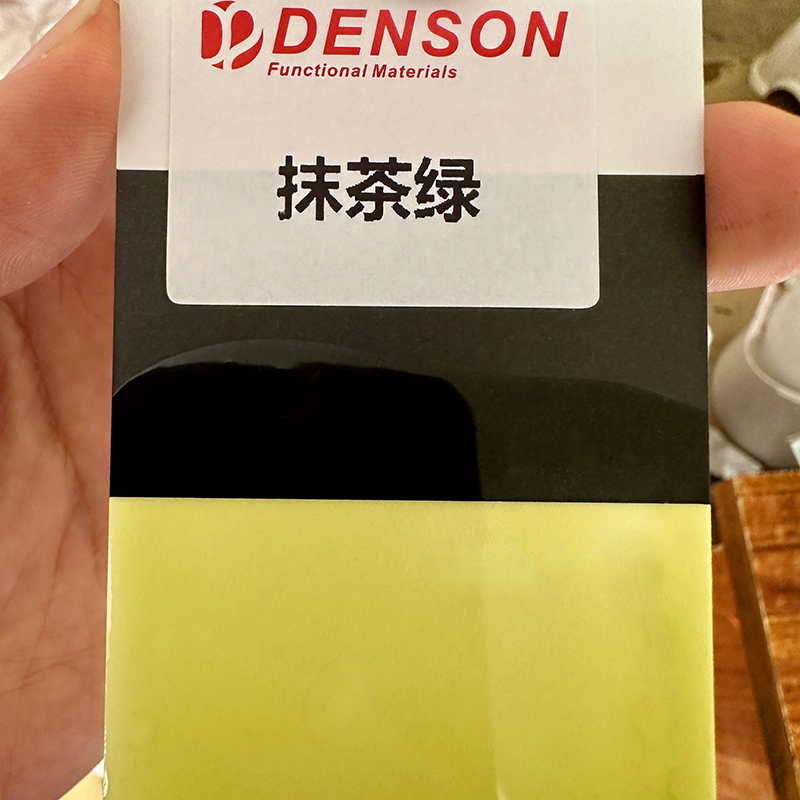 DENSON
Functional Materials
抹茶绿